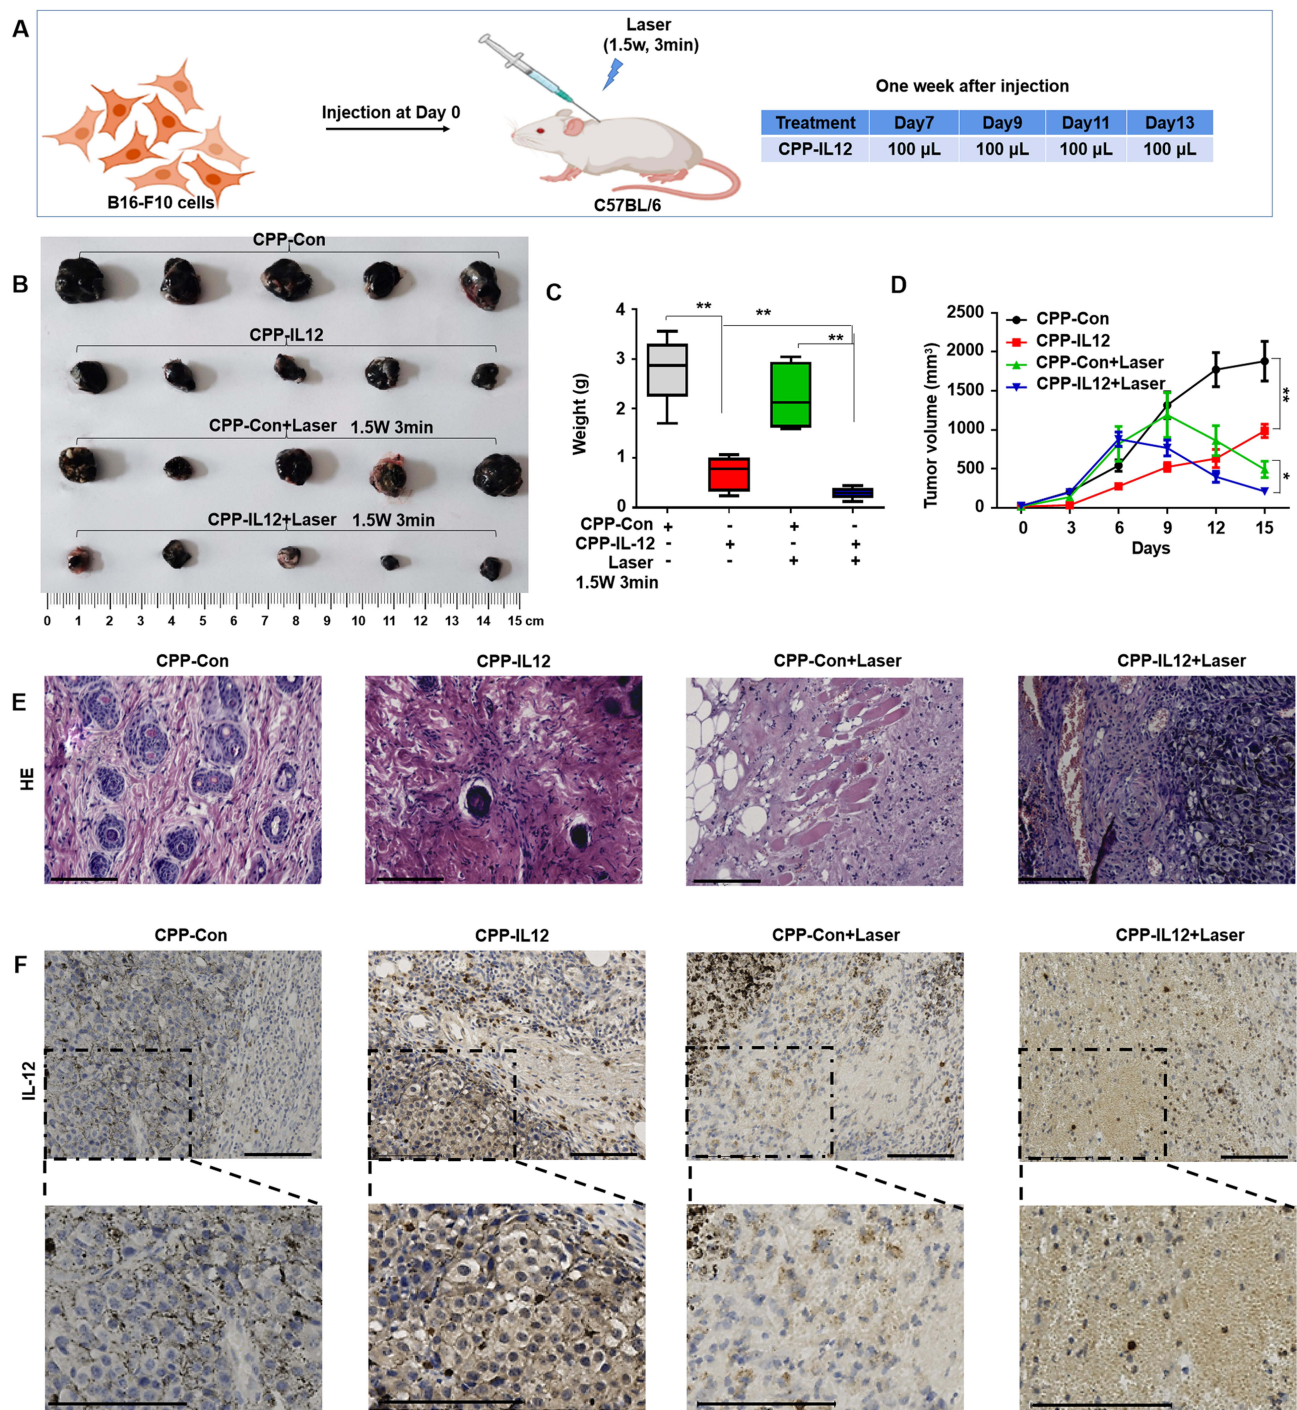 A
Laser
(1.5w, 3min)
Injection at Day 0
B16-F10 cells
C57BL/6
One week after injection
Treatment Day7 Day9 Day11 Day13
CPP-IL12 100 μL 100 μL 100 μL 100 μL
B
CPP-Con
CPP-IL12
CPP-Con+Laser 1.5W 3min
CPP-IL12+Laser 1.5W 3min
0 1 2 3 4 5 6 7 8 9 10 11 12 13 14 15 cm
C
Weight (g)
4
3
2
1
0
** ** **
CPP-Con + - + -
CPP-IL-12 - + - +
Laser - - + +
1.5W 3min
D
Tumor volume (mm³)
2500
2000
1500
1000
500
0
CPP-Con
CPP-IL12
CPP-Con+Laser
CPP-IL12+Laser
**
*
0 3 6 9 12 15
Days
E
HE
CPP-Con CPP-IL12 CPP-Con+Laser CPP-IL12+Laser
F
IL-12
CPP-Con CPP-IL12 CPP-Con+Laser CPP-IL12+Laser